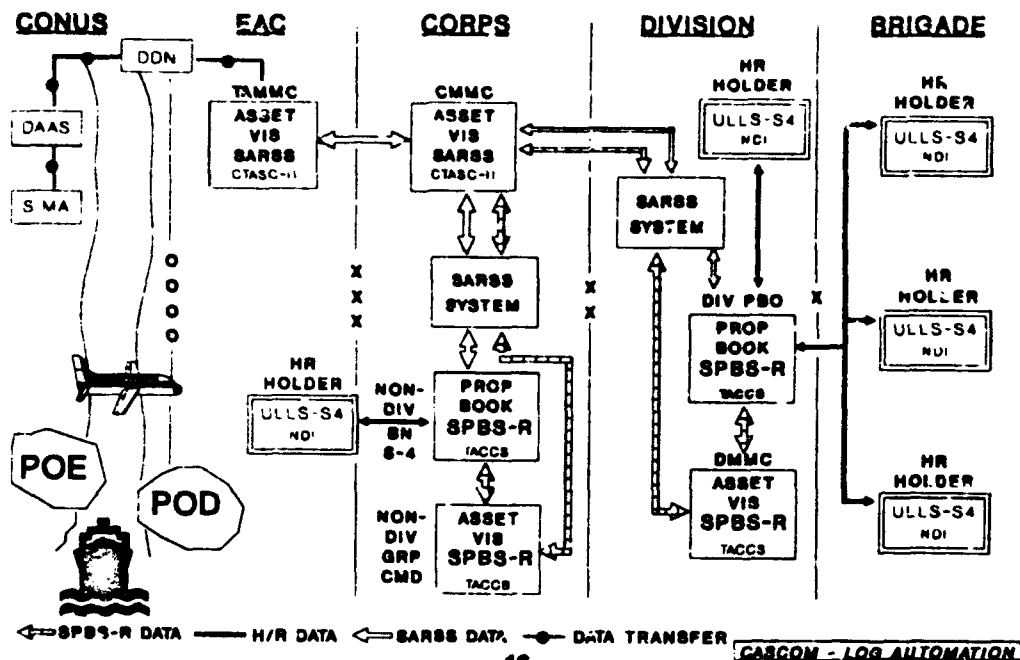 CONUS
EAC
CORPS
DIVISION
BRIGADE
DDN
DAAS
SIMA
TAMMC
ASSET
VIS
SARSS
CTASC-II
CMMC
ASSET
VIS
SARSS
CTASC-II
SARSS
SYSTEM
HR
HOLDER
ULLS-S4
NDI
NON-
DIV
BN
S-4
PROP
BOOK
SPBS-R
TACCS
NON-
DIV
GRP
CMD
ASSET
VIS
SPBS-R
TACCS
HR
HOLDER
ULLS-S4
NDI
SARSS
SYSTEM
DIV PBO
PROP
BOOK
SPBS-R
TACCS
DMMC
ASSET
VIS
SPBS-R
TACCS
HR
HOLDER
ULLS-S4
NDI
HR
HOLDER
ULLS-S4
NDI
HR
HOLDER
ULLS-S4
NDI
O
O
O
O
X
X
X
X
X
X
POE
POD
SPBS-R DATA
H/R DATA
SARSS DATA
DATA TRANSFER
CASCOM - LOG AUTOMATION